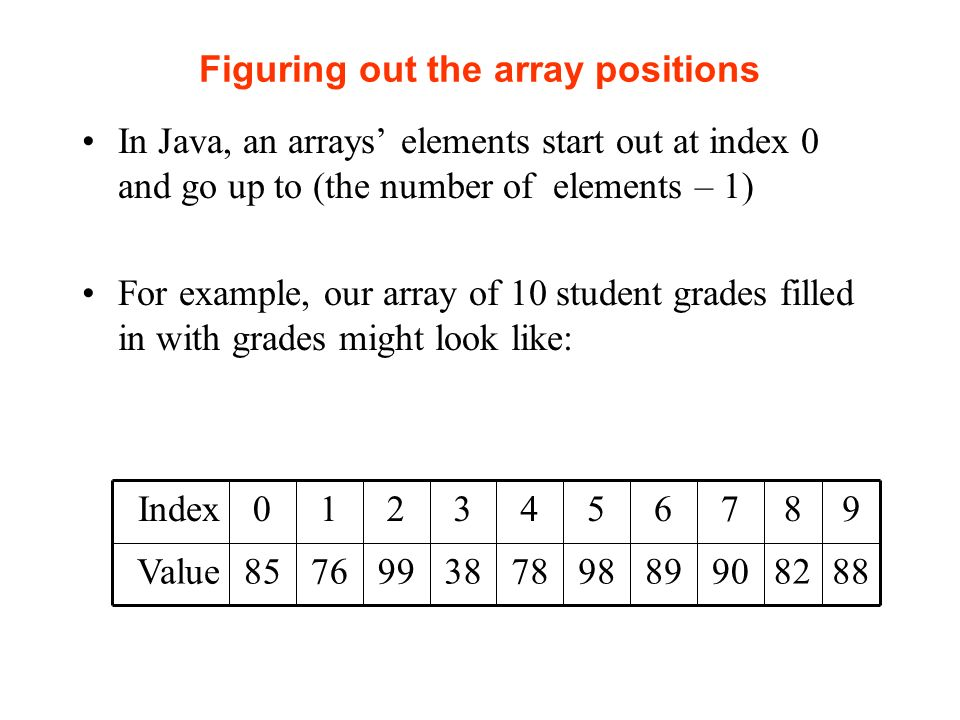 Figuring out the array positions
• In Java, an arrays’ elements start out at index 0
and go up to (the number of elements – 1)
• For example, our array of 10 student grades filled
in with grades might look like:
Index 0 1 2 3 4 5 6 7 8 9
Value 85 76 99 38 78 98 89 90 82 88